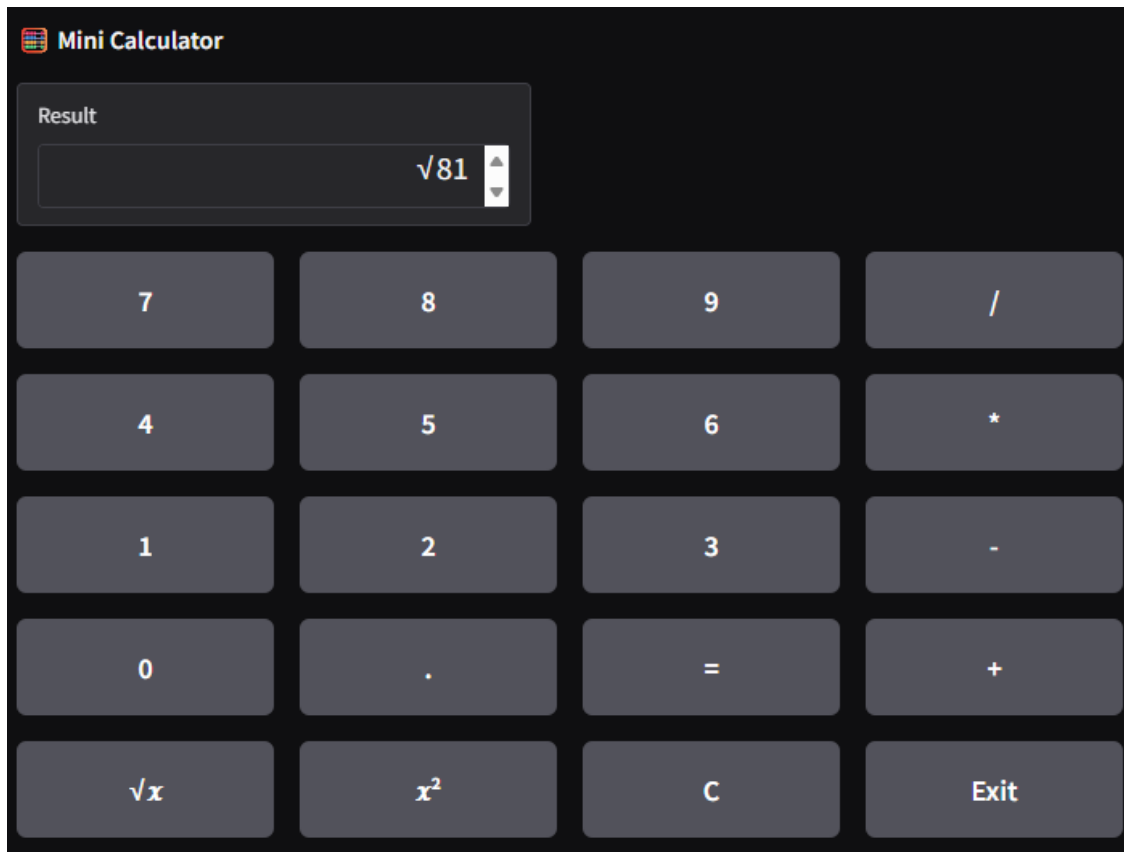 Mini Calculator
Result
√81
7 8 9 /
4 5 6 *
1 2 3 -
0 . = +
√x x² C Exit